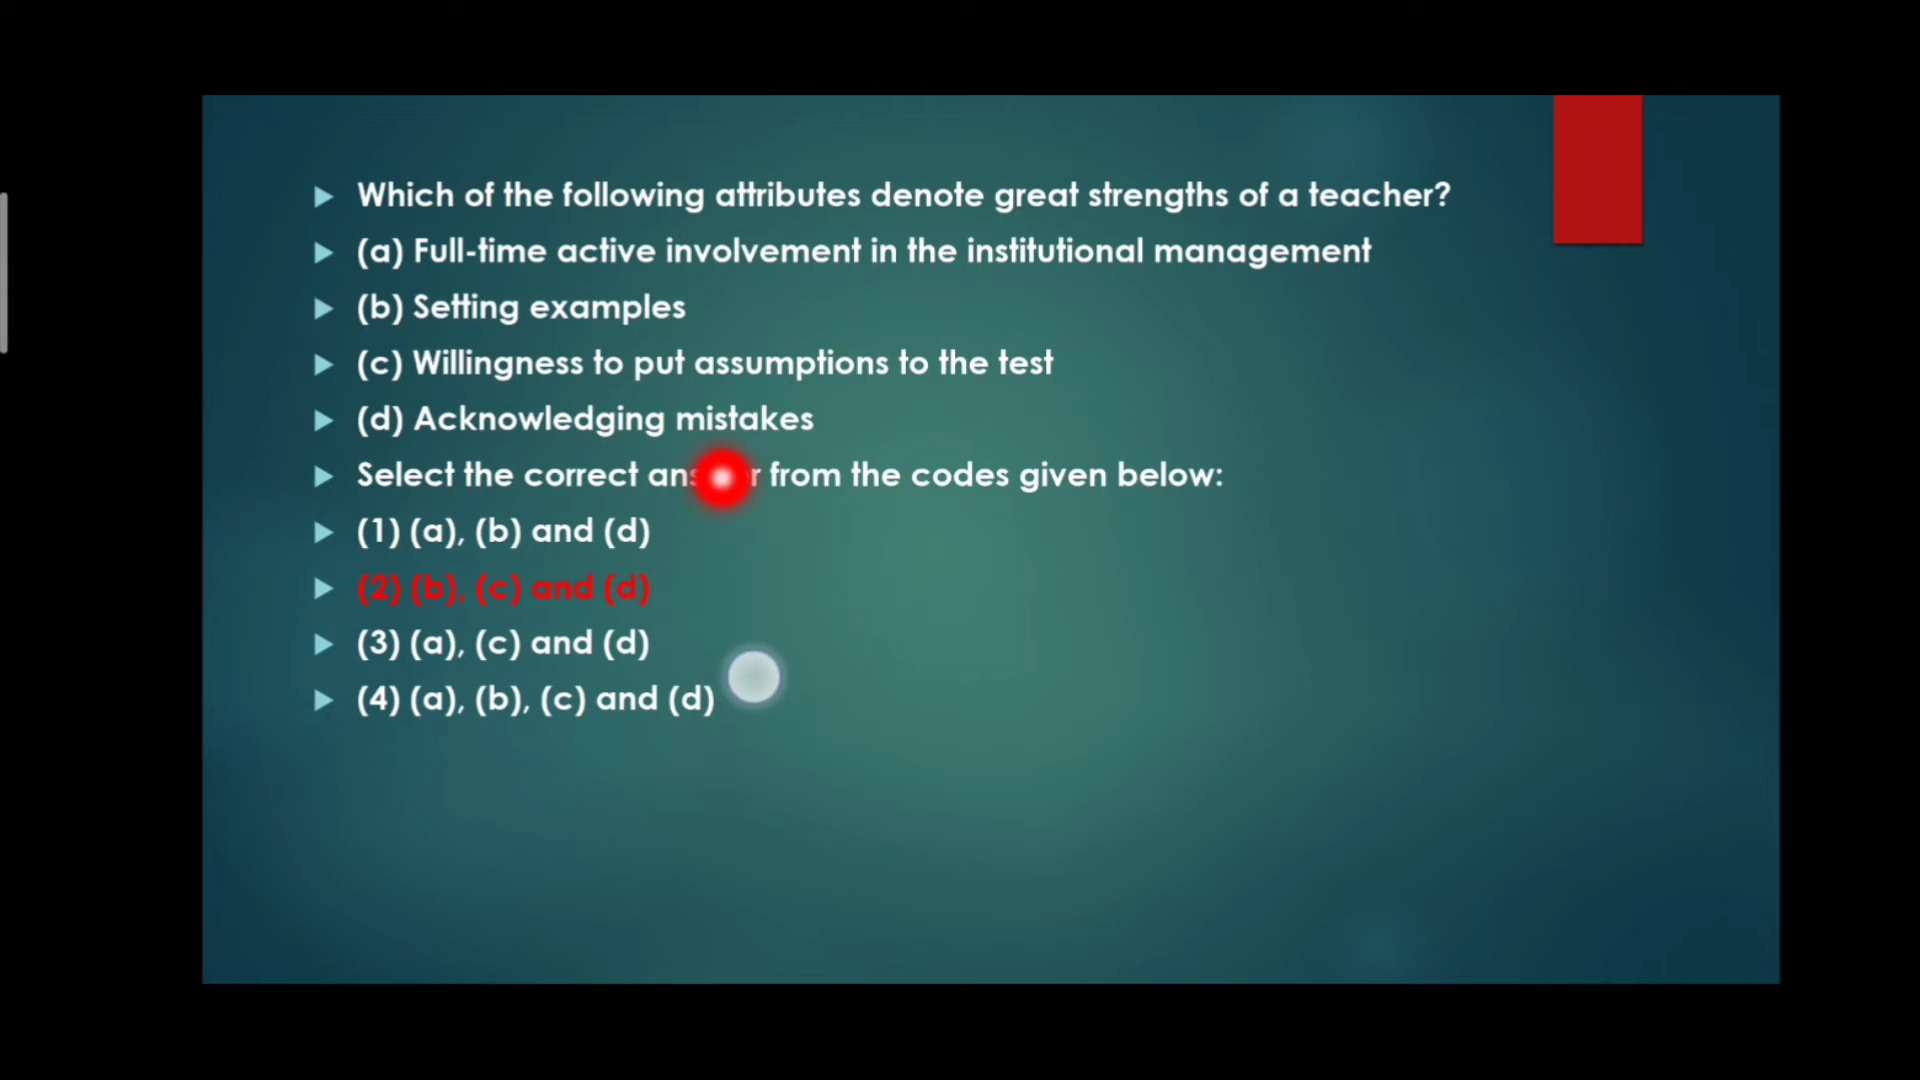 Which of the following attributes denote great strengths of a teacher?
(a) Full-time active involvement in the institutional management
(b) Setting examples
(c) Willingness to put assumptions to the test
(d) Acknowledging mistakes
Select the correct from the codes given below:
(1) (a), (b) and (d)
(2) (b), (c) and (d)
(3) (a), (c) and (d)
(4) (a), (b), (c) and (d)